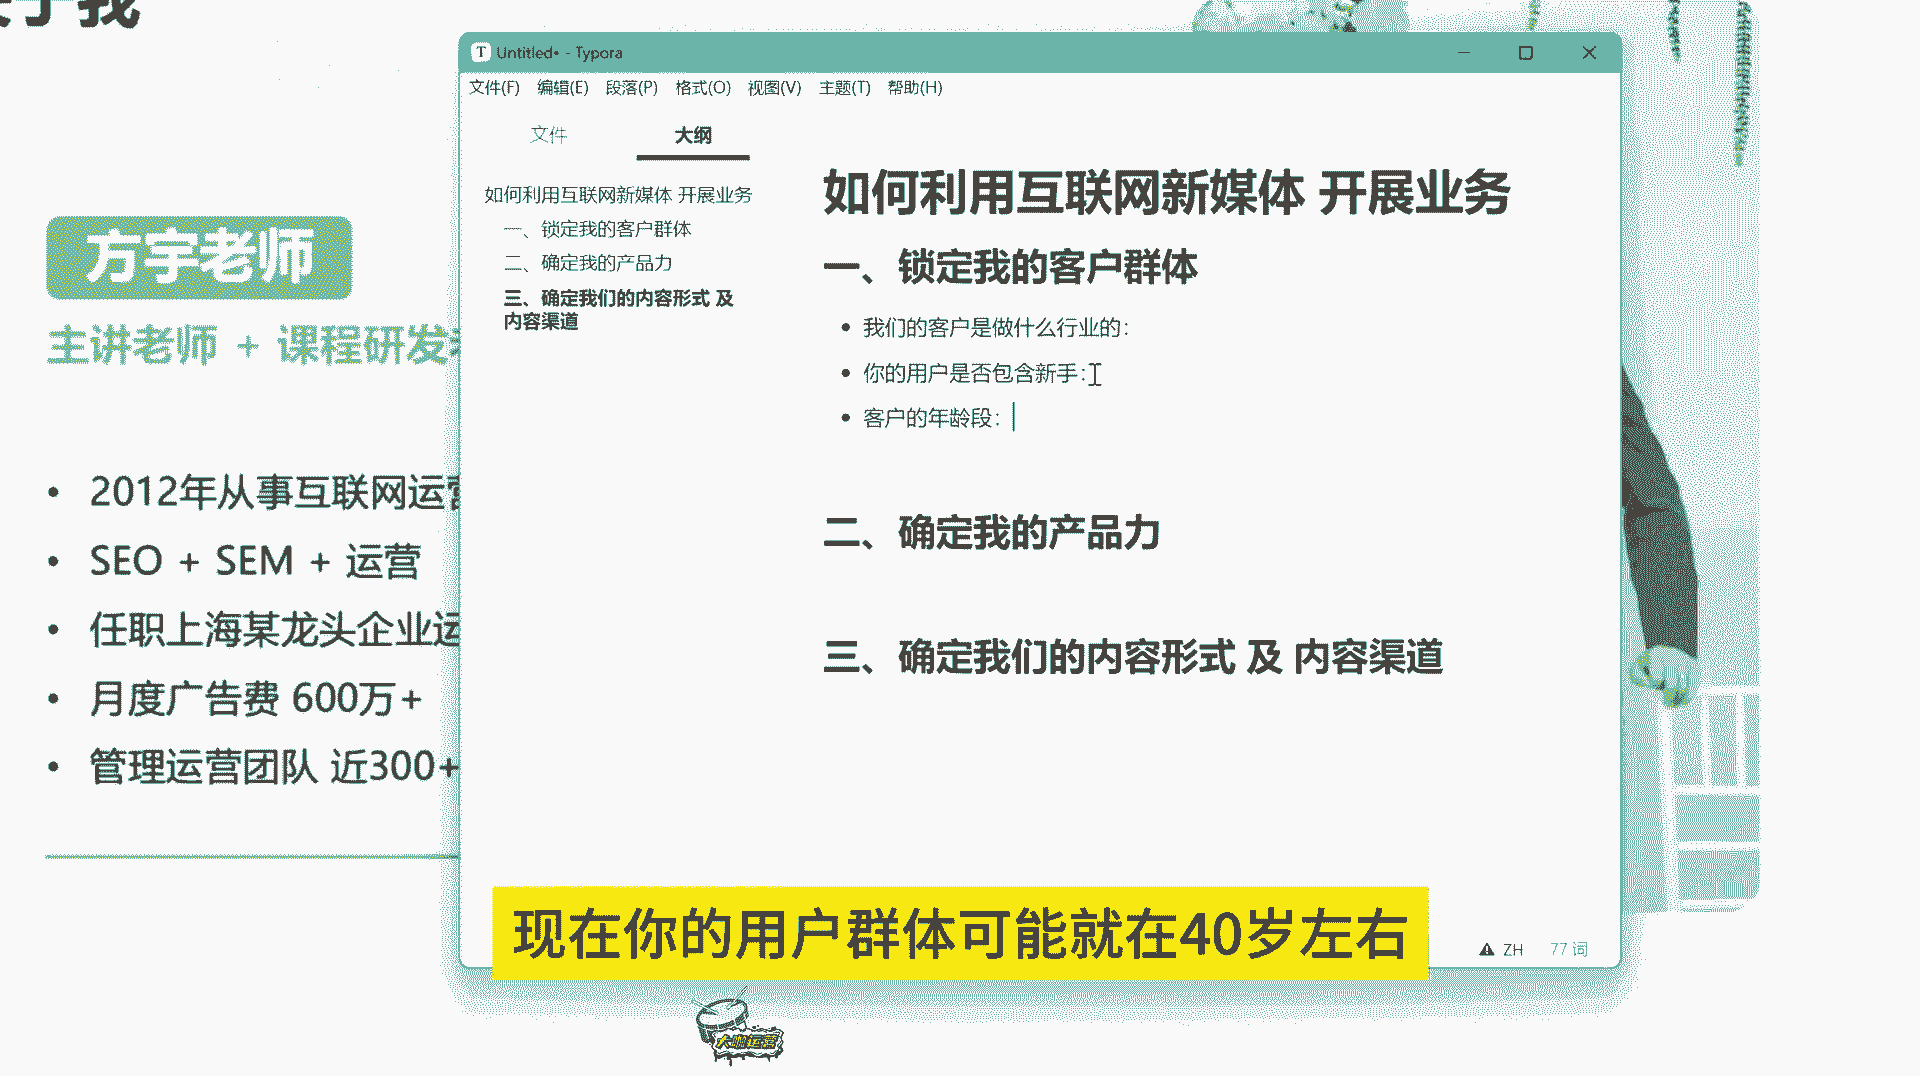 于我
方宇老师
主讲老师 + 课程研发
2012年从事互联网运营
SEO + SEM + 运营
任职上海某龙头企业运
月度广告费 600万+
管理运营团队 近300+
Untitled• - Typora
文件(F) 编辑(E) 段落(P) 格式(O) 视图(V) 主题(T) 帮助(H)
文件 大纲
如何利用互联网新媒体 开展业务
一、锁定我的客户群体
二、确定我的产品力
三、确定我们的内容形式 及
内容渠道
如何利用互联网新媒体 开展业务
一、锁定我的客户群体
我们的客户是做什么行业的：
你的用户是否包含新手：
客户的年龄段：
二、确定我的产品力
三、确定我们的内容形式 及 内容渠道
ZH 77 词
现在你的用户群体可能就在40岁左右
大咖运营